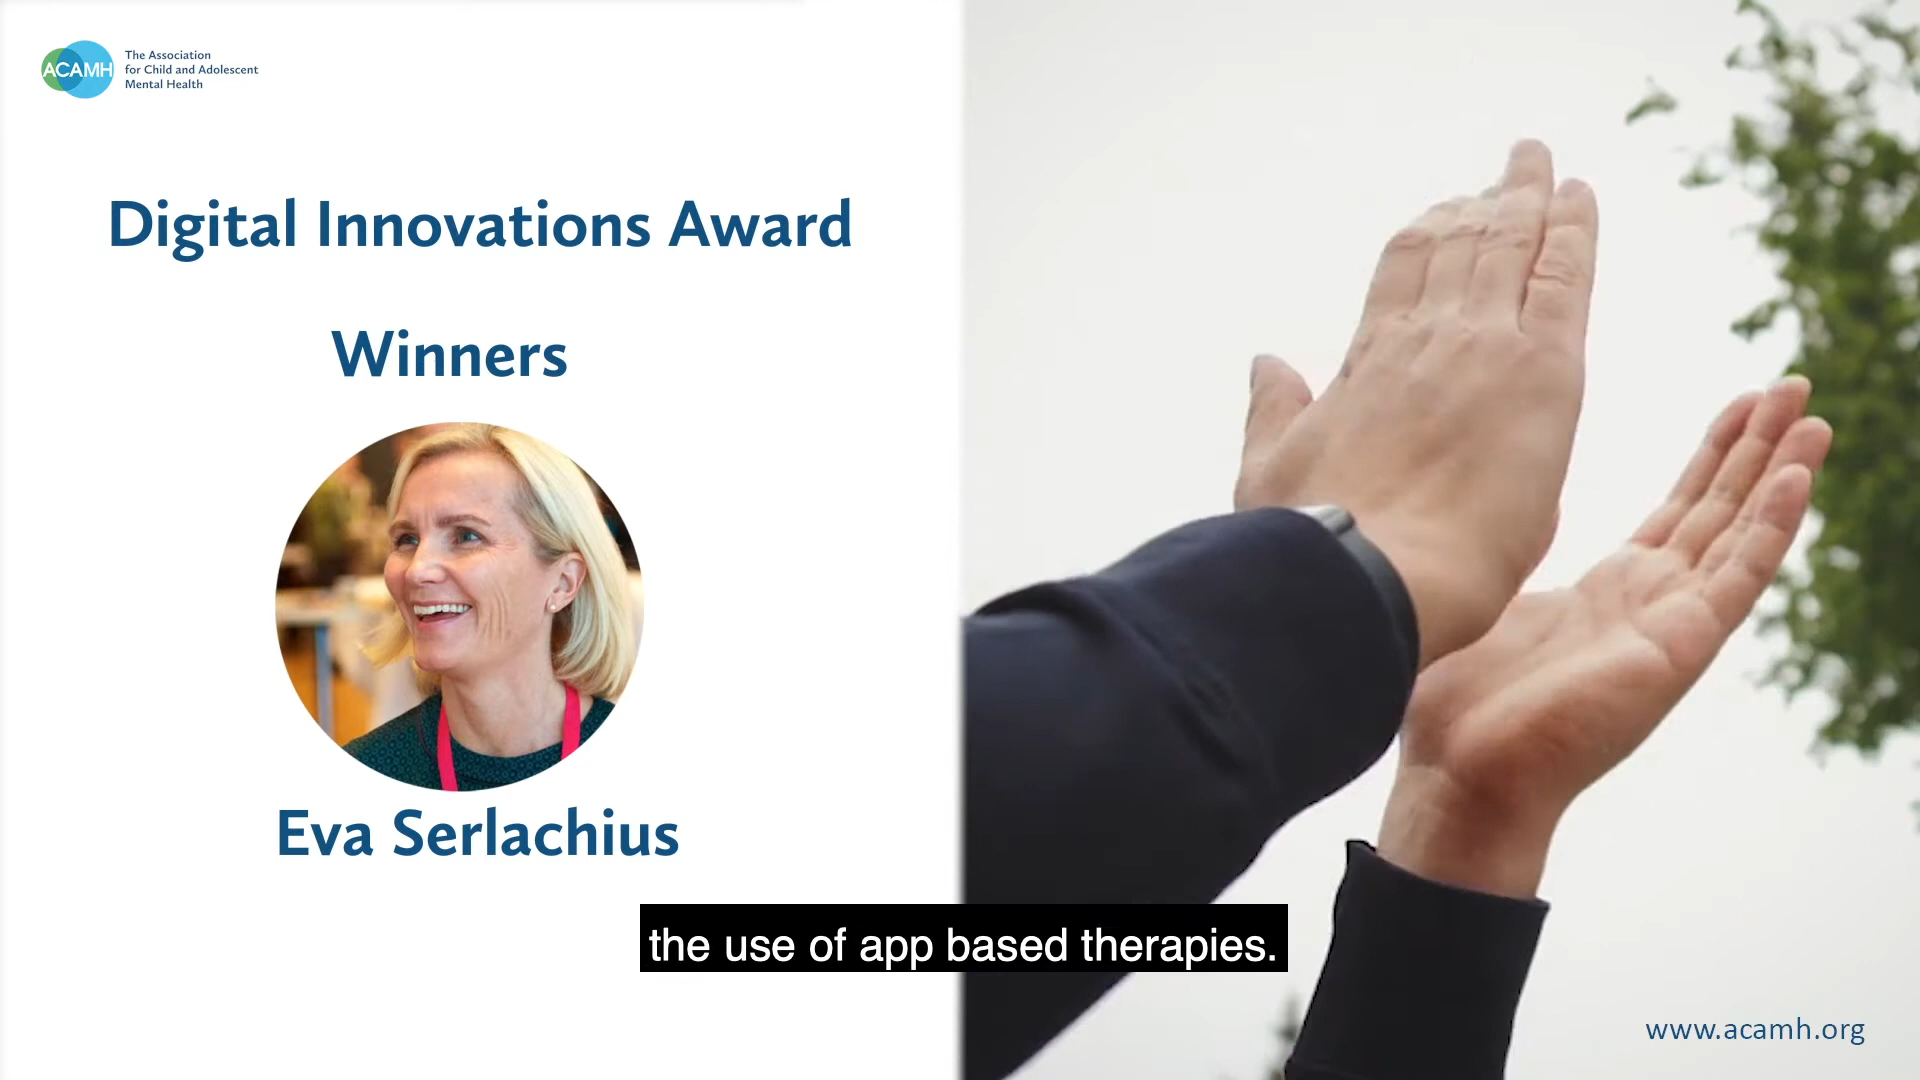 ACAMH
The Association
for Child and Adolescent
Mental Health
Digital Innovations Award
Winners
Eva Serlachius
the use of app based therapies.
www.acamh.org